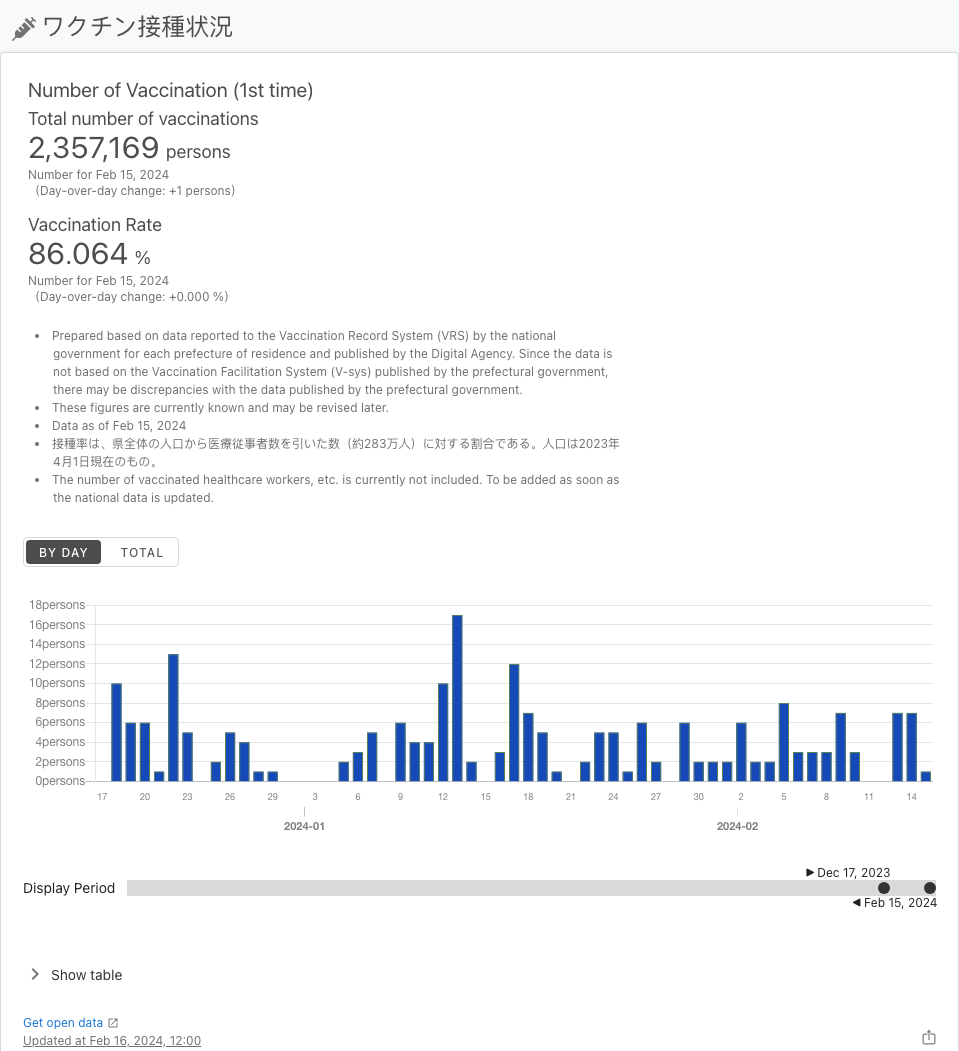 ワクチン接種状況
Number of Vaccination (1st time)
Total number of vaccinations
2,357,169 persons
Number for Feb 15, 2024
(Day-over-day change: +1 persons)
Vaccination Rate
86.064 %
Number for Feb 15, 2024
(Day-over-day change: +0.000 %)
• Prepared based on data reported to the Vaccination Record System (VRS) by the national
government for each prefecture of residence and published by the Digital Agency. Since the data is
not based on the Vaccination Facilitation System (V-sys) published by the prefectural government,
there may be discrepancies with the data published by the prefectural government.
• These figures are currently known and may be revised later.
• Data as of Feb 15, 2024
• 接種率は、県全体の人口から医療従事者数を引いた数（約283万人）に対する割合である。人口は2023年
4月1日現在のもの。
• The number of vaccinated healthcare workers, etc. is currently not included. To be added as soon as
the national data is updated.
BY DAY TOTAL
18persons
16persons
14persons
12persons
10persons
8persons
6persons
4persons
2persons
0persons
17 20 23 26 29 3 6 9 12 15 18 21 24 27 30 2 5 8 11 14
2024-01 2024-02
Dec 17, 2023
Display Period
Feb 15, 2024
Show table
Get open data
Updated at Feb 16, 2024, 12:00